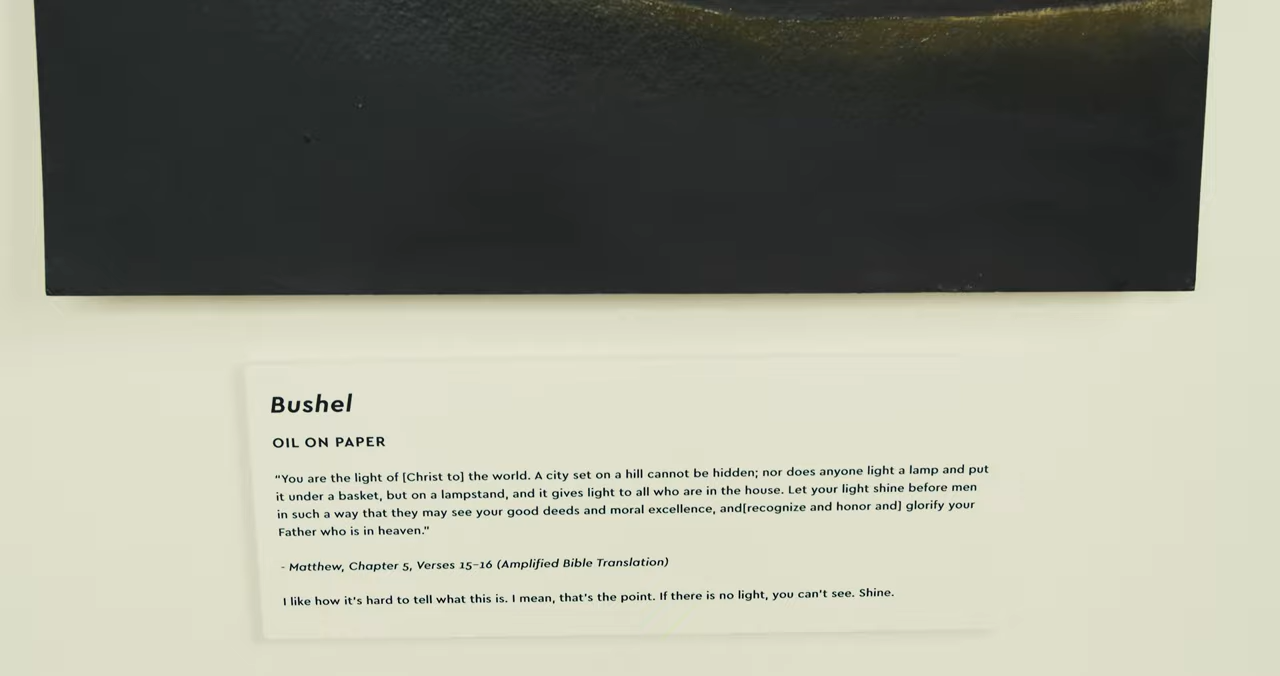 Bushel
OIL ON PAPER
“You are the light of [Christ to] the world. A city set on a hill cannot be hidden; nor does anyone light a lamp and put
it under a basket, but on a lampstand, and it gives light to all who are in the house. Let your light shine before men
in such a way that they may see your good deeds and moral excellence, and[recognize and honor and] glorify your
Father who is in heaven.”
- Matthew, Chapter 5, Verses 15-16 (Amplified Bible Translation)
I like how it's hard to tell what this is. I mean, that's the point. If there is no light, you can't see. Shine.